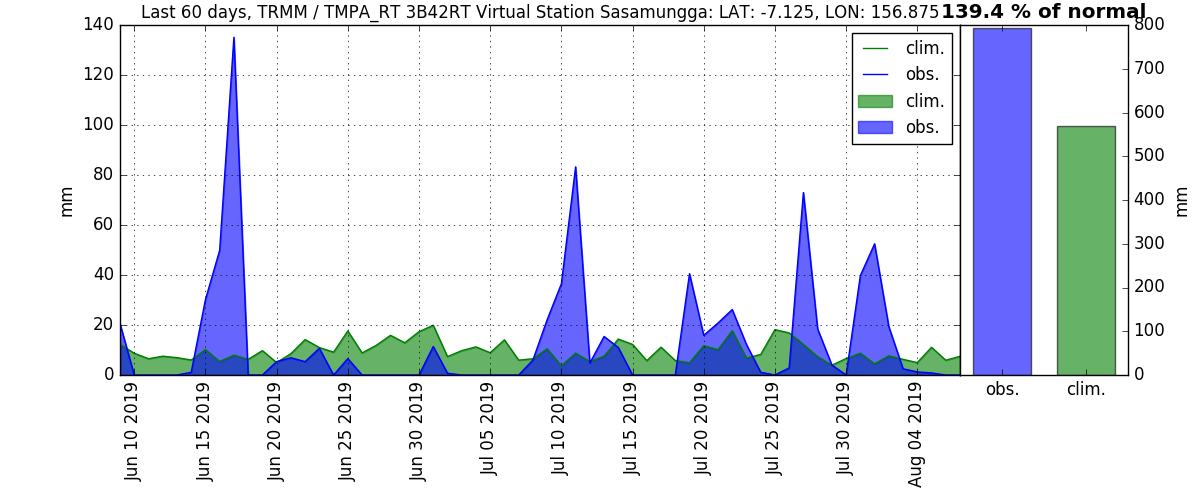 Last 60 days, TRMM / TMPA_RT 3B42RT Virtual Station Sasamungga: LAT: -7.125, LON: 156.875
139.4 % of normal
mm
140
120
100
80
60
40
20
0
clim.
obs.
clim.
obs.
Jun 10 2019
Jun 15 2019
Jun 20 2019
Jun 25 2019
Jun 30 2019
Jul 05 2019
Jul 10 2019
Jul 15 2019
Jul 20 2019
Jul 25 2019
Jul 30 2019
Aug 04 2019
obs.
clim.
800
700
600
500
400
300
200
100
0
mm